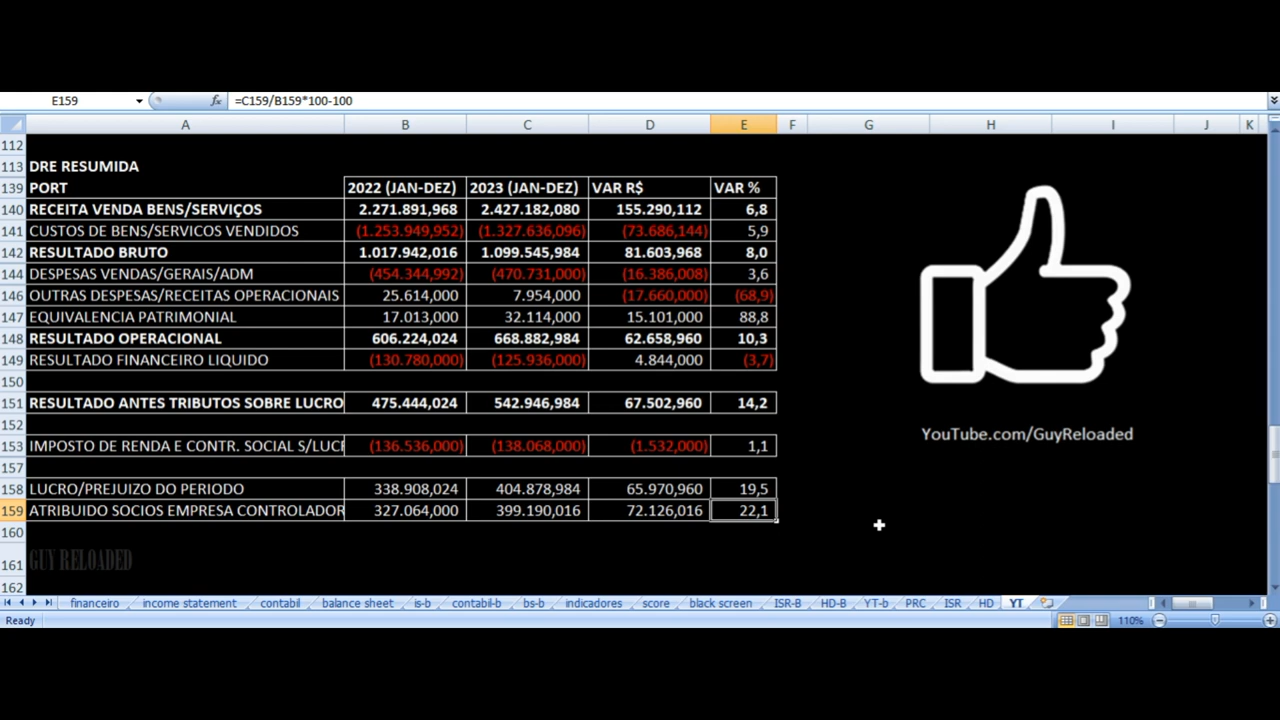 E159 fx =C159/B159*100-100
A B C D E F G H I J K
112
113 DRE RESUMIDA
139 PORT 2022 (JAN-DEZ) 2023 (JAN-DEZ) VAR R$ VAR %
140 RECEITA VENDA BENS/SERVIÇOS 2.271.891,968 2.427.182,080 155.290,112 6,8
141 CUSTOS DE BENS/SERVICOS VENDIDOS (1.253.949,952) (1.327.636,096) (73.686,144) 5,9
142 RESULTADO BRUTO 1.017.942,016 1.099.545,984 81.603,968 8,0
144 DESPESAS VENDAS/GERAIS/ADM (454.344,992) (470.731,000) (16.386,008) 3,6
146 OUTRAS DESPESAS/RECEITAS OPERACIONAIS 25.614,000 7.954,000 (17.660,000) (68,9)
147 EQUIVALENCIA PATRIMONIAL 17.013,000 32.114,000 15.101,000 88,8
148 RESULTADO OPERACIONAL 606.224,024 668.882,984 62.658,960 10,3
149 RESULTADO FINANCEIRO LIQUIDO (130.780,000) (125.936,000) 4.844,000 (3,7)
150
151 RESULTADO ANTES TRIBUTOS SOBRE LUCRO 475.444,024 542.946,984 67.502,960 14,2
152
153 IMPOSTO DE RENDA E CONTR. SOCIAL S/LUCF (136.536,000) (138.068,000) (1.532,000) 1,1
157
158 LUCRO/PREJUIZO DO PERIODO 338.908,024 404.878,984 65.970,960 19,5
159 ATRIBUIDO SOCIOS EMPRESA CONTROLADOR 327.064,000 399.190,016 72.126,016 22,1
160
161 GUY RELOADED
162
YouTube.com/GuyReloaded
financeiro income statement contabil balance sheet is-b contabil-b bs-b indicadores score black screen ISR-B HD-B YT-b PRC ISR HD YT
Ready 110%